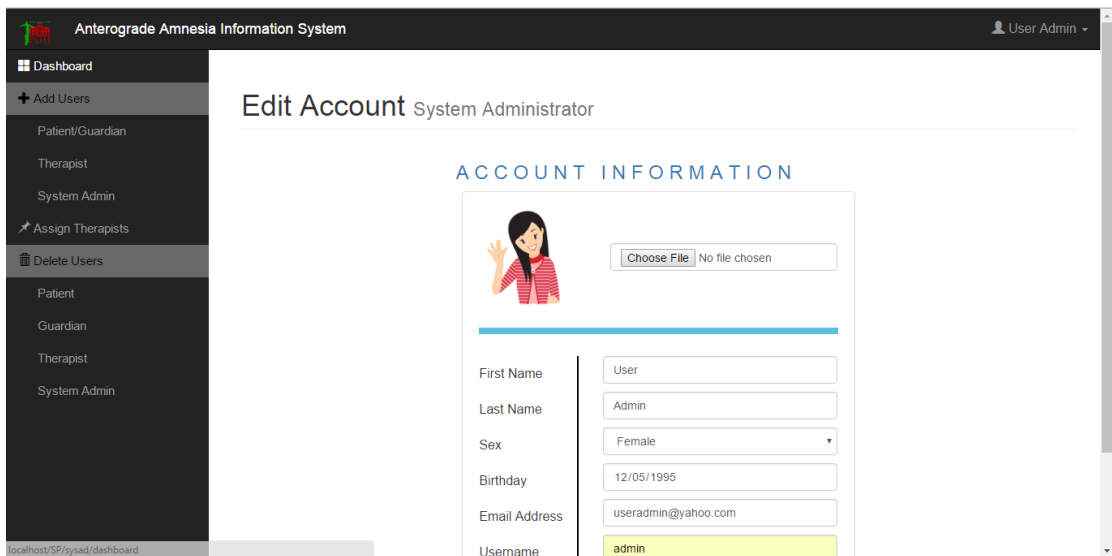 Anterograde Amnesia Information System
User Admin
Dashboard
Add Users
Patient/Guardian
Therapist
System Admin
Assign Therapists
Delete Users
Patient
Guardian
Therapist
System Admin
Edit Account System Administrator
ACCOUNT INFORMATION
Choose File No file chosen
First Name User
Last Name Admin
Sex Female
Birthday 12/05/1995
Email Address useradmin@yahoo.com
Username admin
localhost/SP/sysad/dashboard